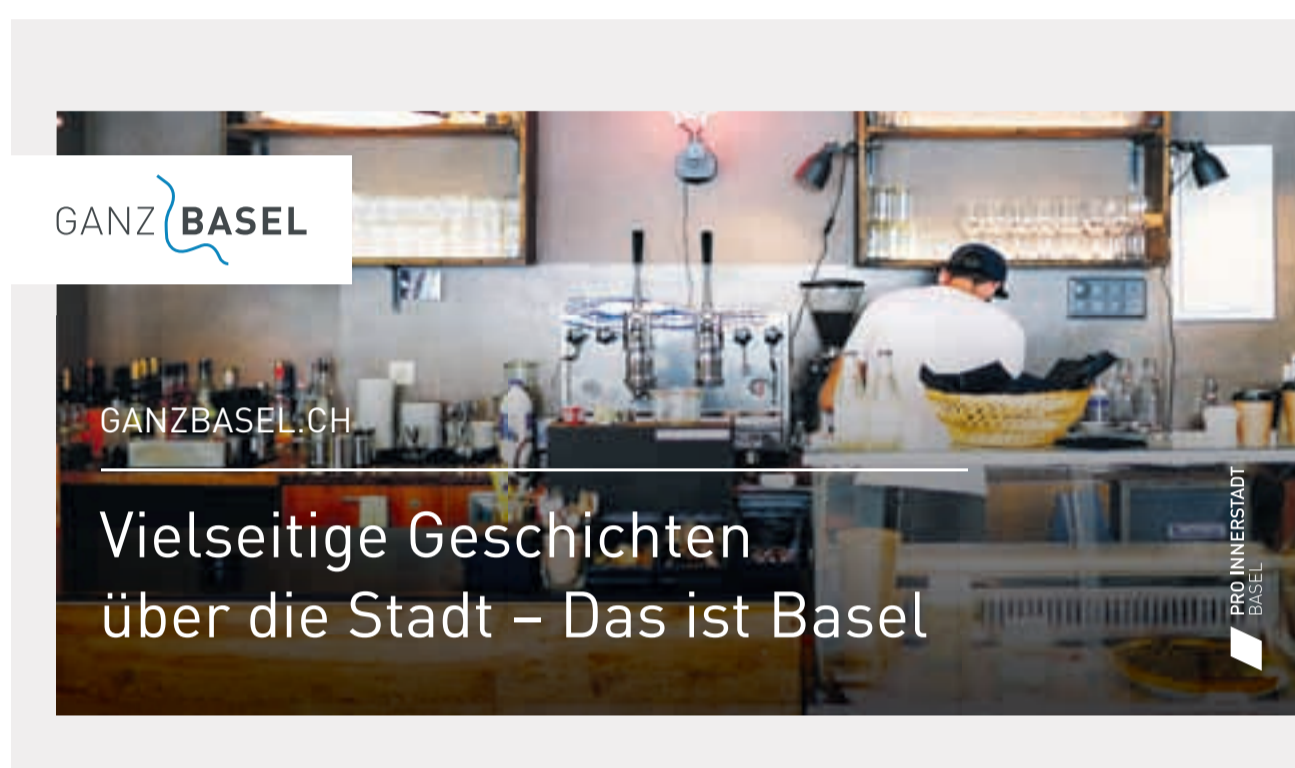 GANZ BASEL
GANZBASEL.CH
Vielseitige Geschichten
über die Stadt – Das ist Basel
PRO INNERSTADT
BASEL